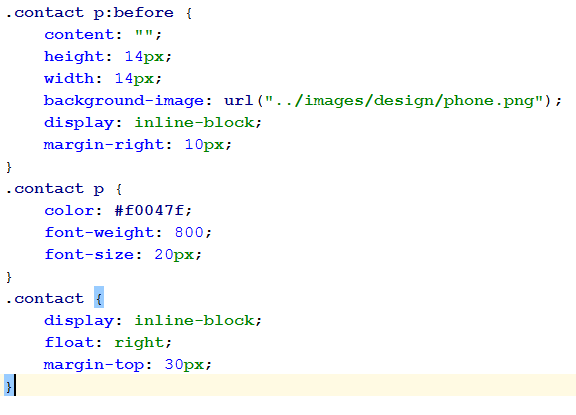 .contact p:before {
    content: "";
    height: 14px;
    width: 14px;
    background-image: url("../images/design/phone.png");
    display: inline-block;
    margin-right: 10px;
}
.contact p {
    color: #f0047f;
    font-weight: 800;
    font-size: 20px;
}
.contact {
    display: inline-block;
    float: right;
    margin-top: 30px;
}